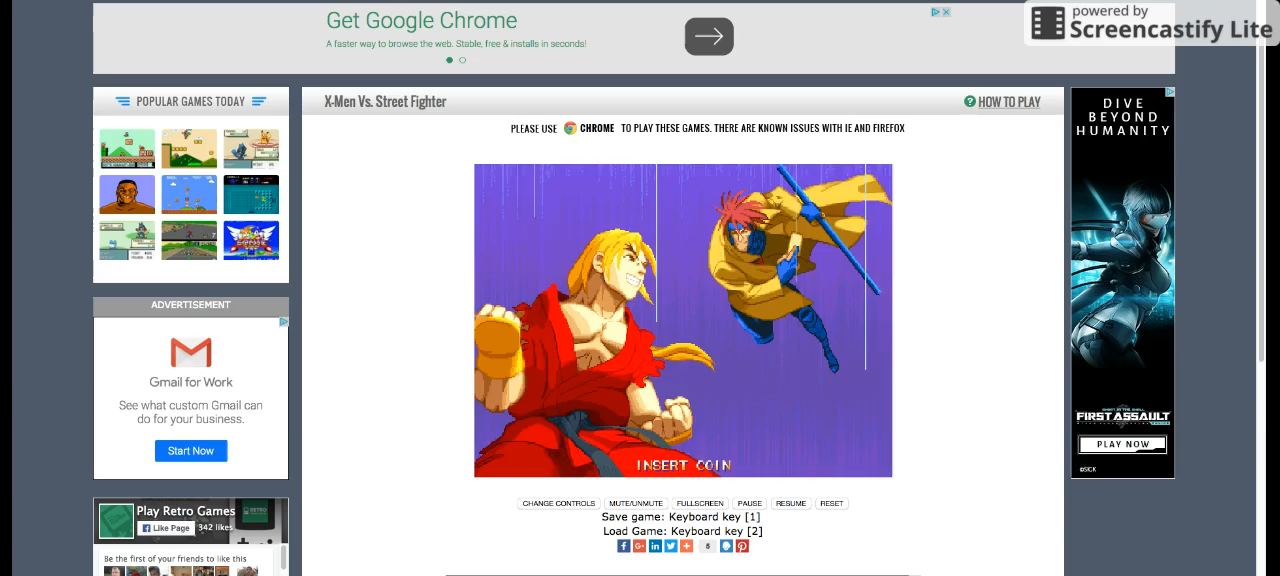 Get Google Chrome
A faster way to browse the web. Stable, free & installs in seconds!
powered by
Screencastify Lite
POPULAR GAMES TODAY
X-Men Vs. Street Fighter
HOW TO PLAY
PLEASE USE CHROME TO PLAY THESE GAMES. THERE ARE KNOWN ISSUES WITH IE AND FIREFOX
DIVE
BEYOND
HUMANITY
ADVERTISEMENT
Gmail for Work
See what custom Gmail can
do for your business.
Start Now
INSERT COIN
FIRST ASSAULT
PLAY NOW
CHANGE CONTROLS MUTE/UNMUTE FULLSCREEN PAUSE RESUME RESET
Save game: Keyboard key [1]
Load Game: Keyboard key [2]
5
Play Retro Games
Like Page 342 likes
Be the first of your friends to like this